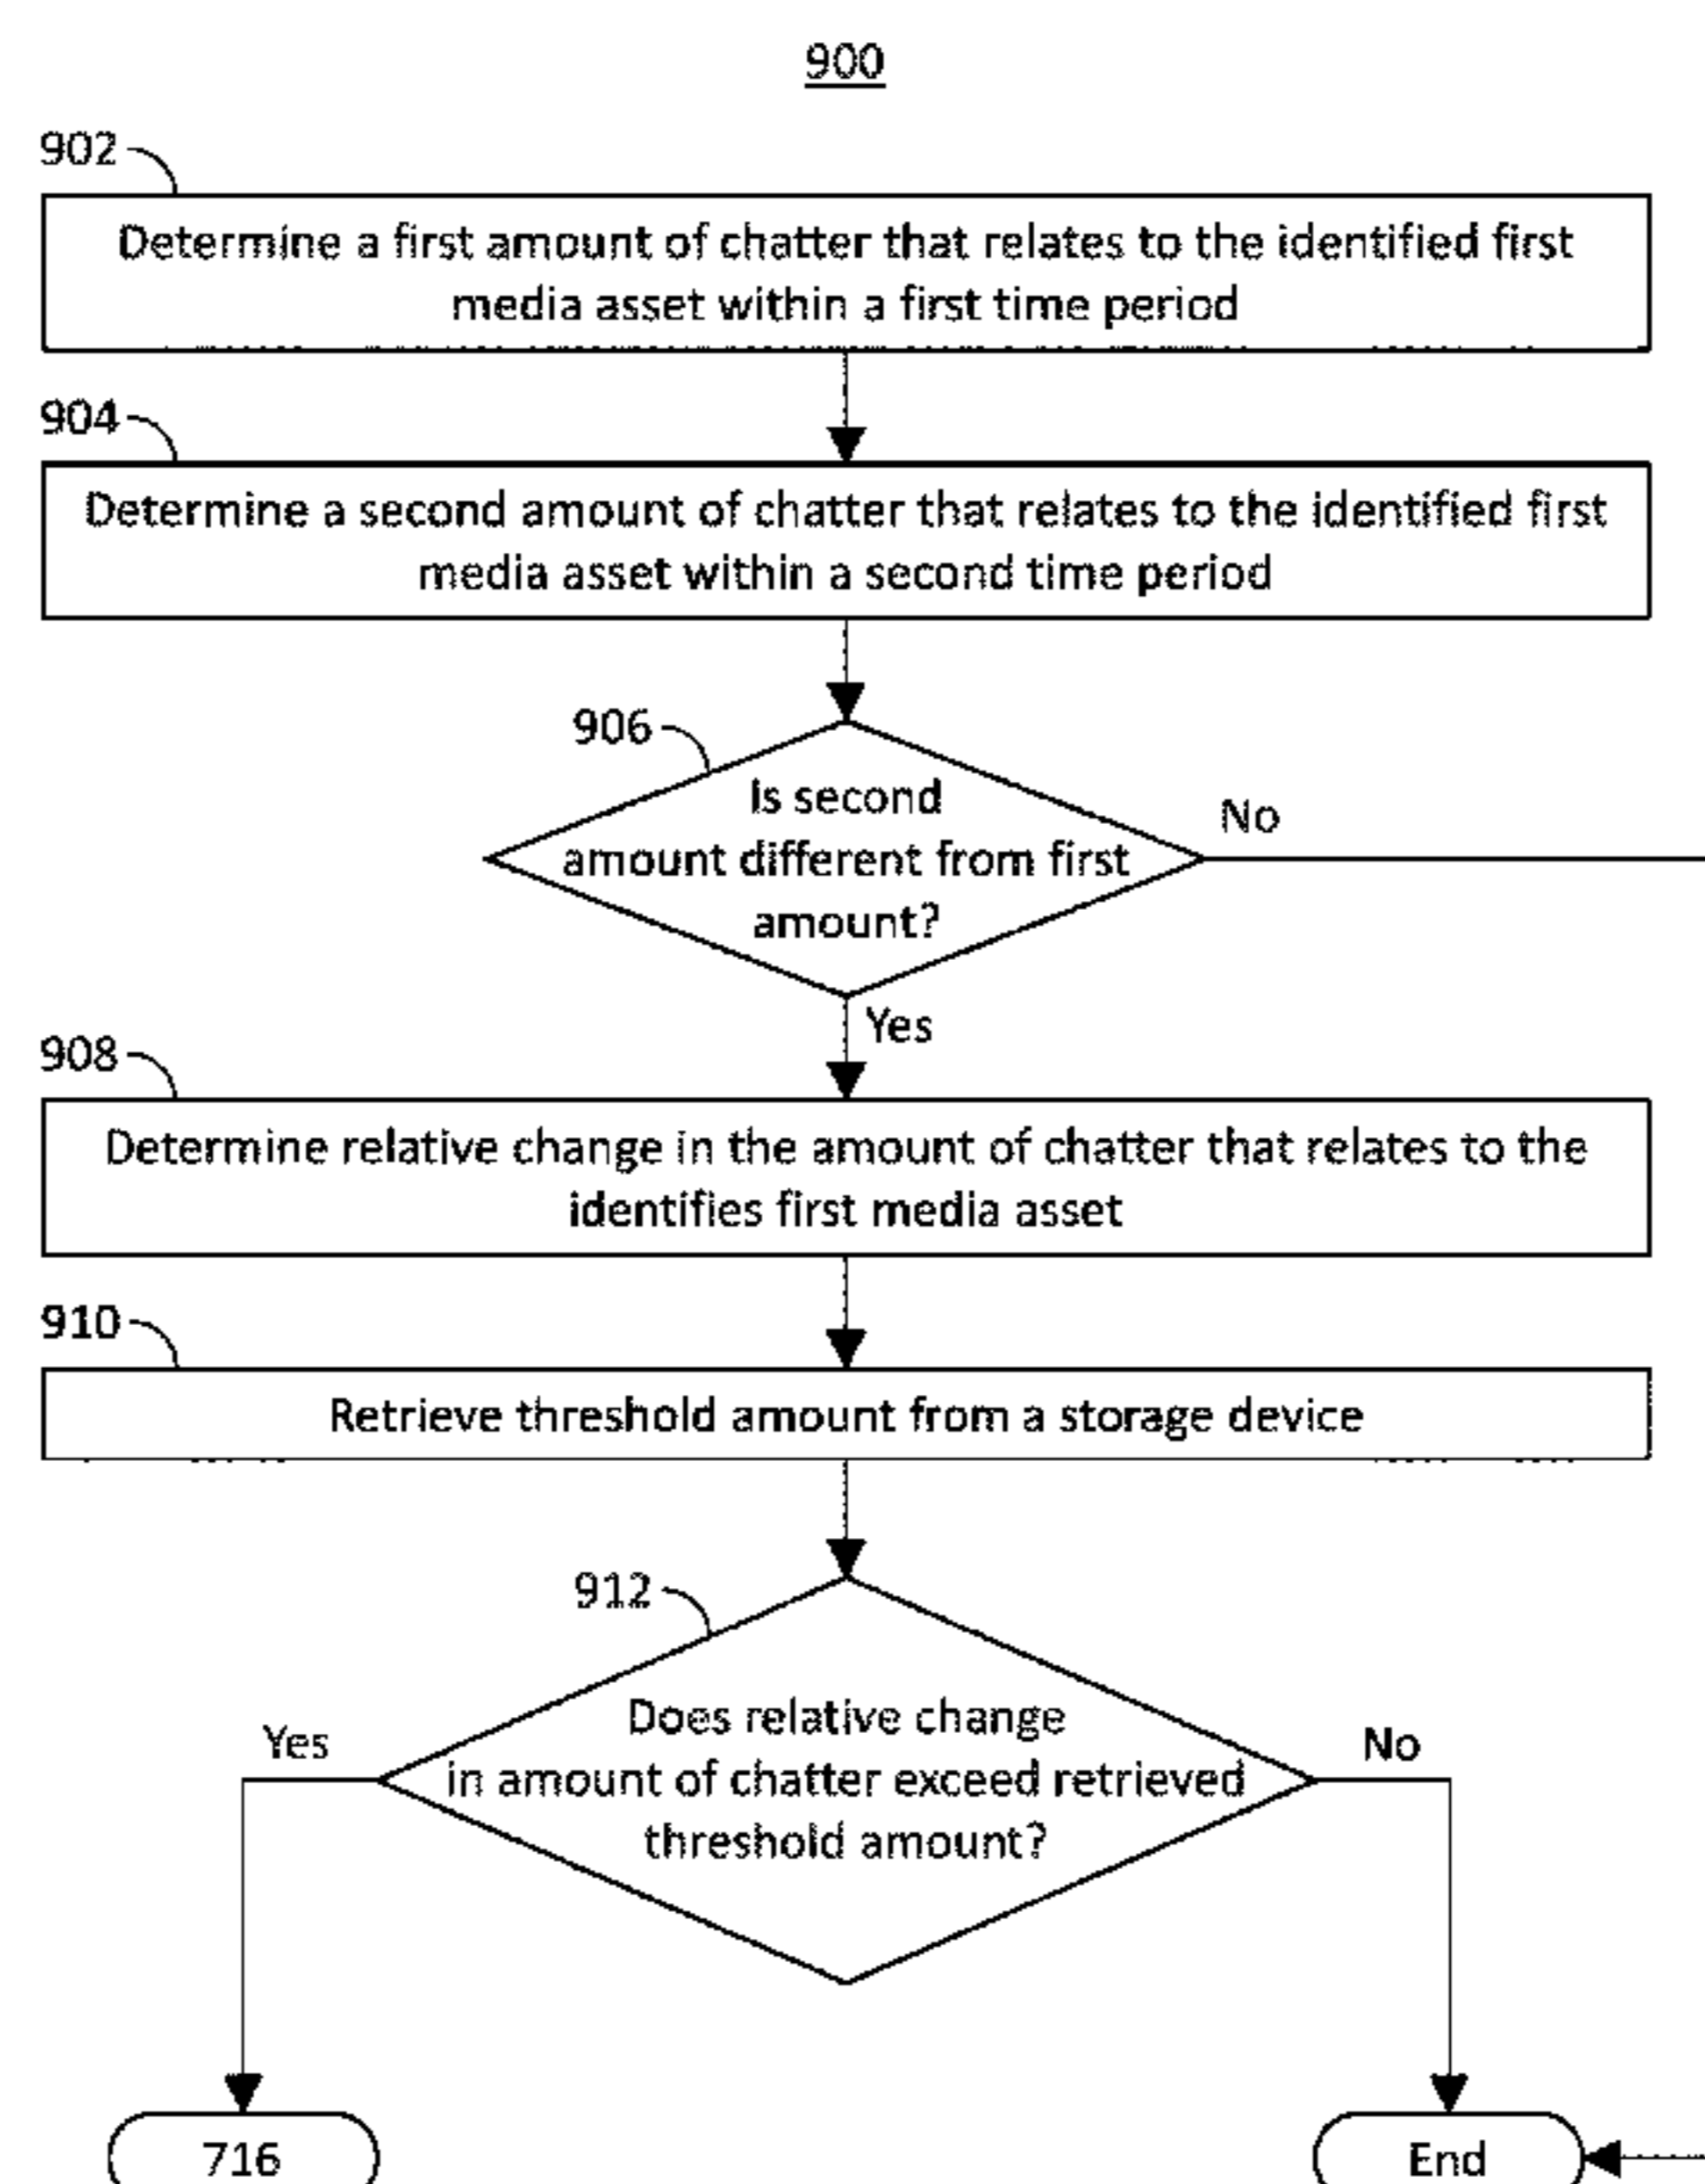 900
902
Determine a first amount of chatter that relates to the identified first
media asset within a first time period
904
Determine a second amount of chatter that relates to the identified first
media asset within a second time period
906
Is second
amount different from first
amount?
No
Yes
908
Determine relative change in the amount of chatter that relates to the
identifies first media asset
910
Retrieve threshold amount from a storage device
912
Does relative change
in amount of chatter exceed retrieved
threshold amount?
Yes
No
716
End